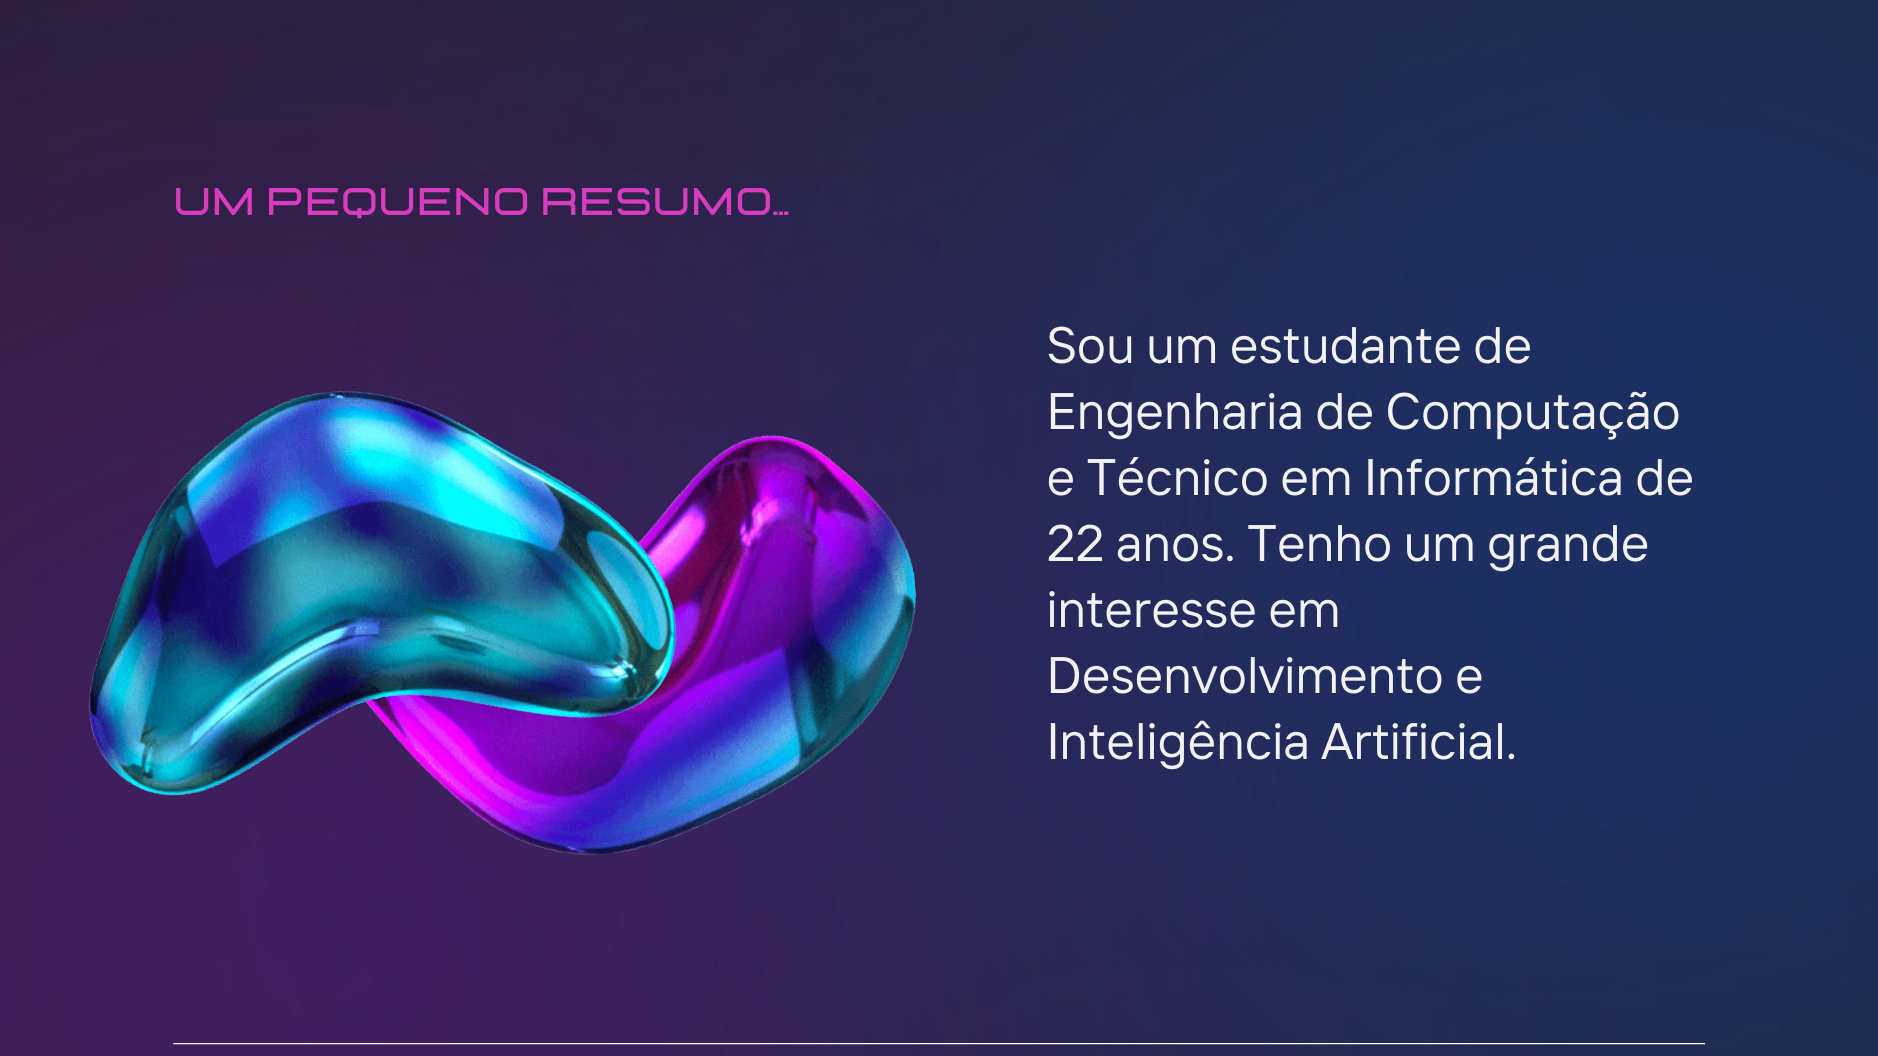 UM PEQUENO RESUMO...
Sou um estudante de
Engenharia de Computação
e Técnico em Informática de
22 anos. Tenho um grande
interesse em
Desenvolvimento e
Inteligência Artificial.